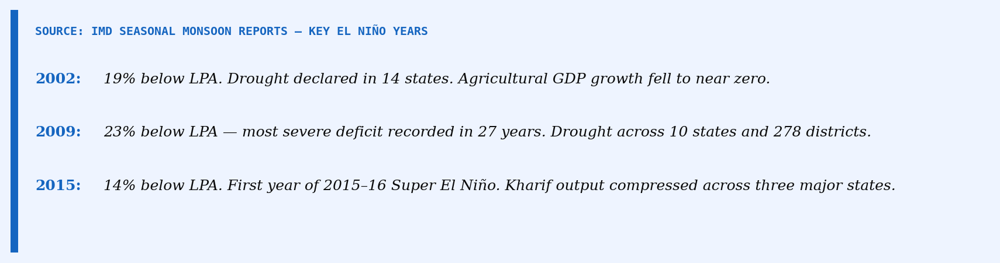 SOURCE: IMD SEASONAL MONSOON REPORTS — KEY EL NIÑO YEARS
2002: 19% below LPA. Drought declared in 14 states. Agricultural GDP growth fell to near zero.
2009: 23% below LPA — most severe deficit recorded in 27 years. Drought across 10 states and 278 districts.
2015: 14% below LPA. First year of 2015–16 Super El Niño. Kharif output compressed across three major states.